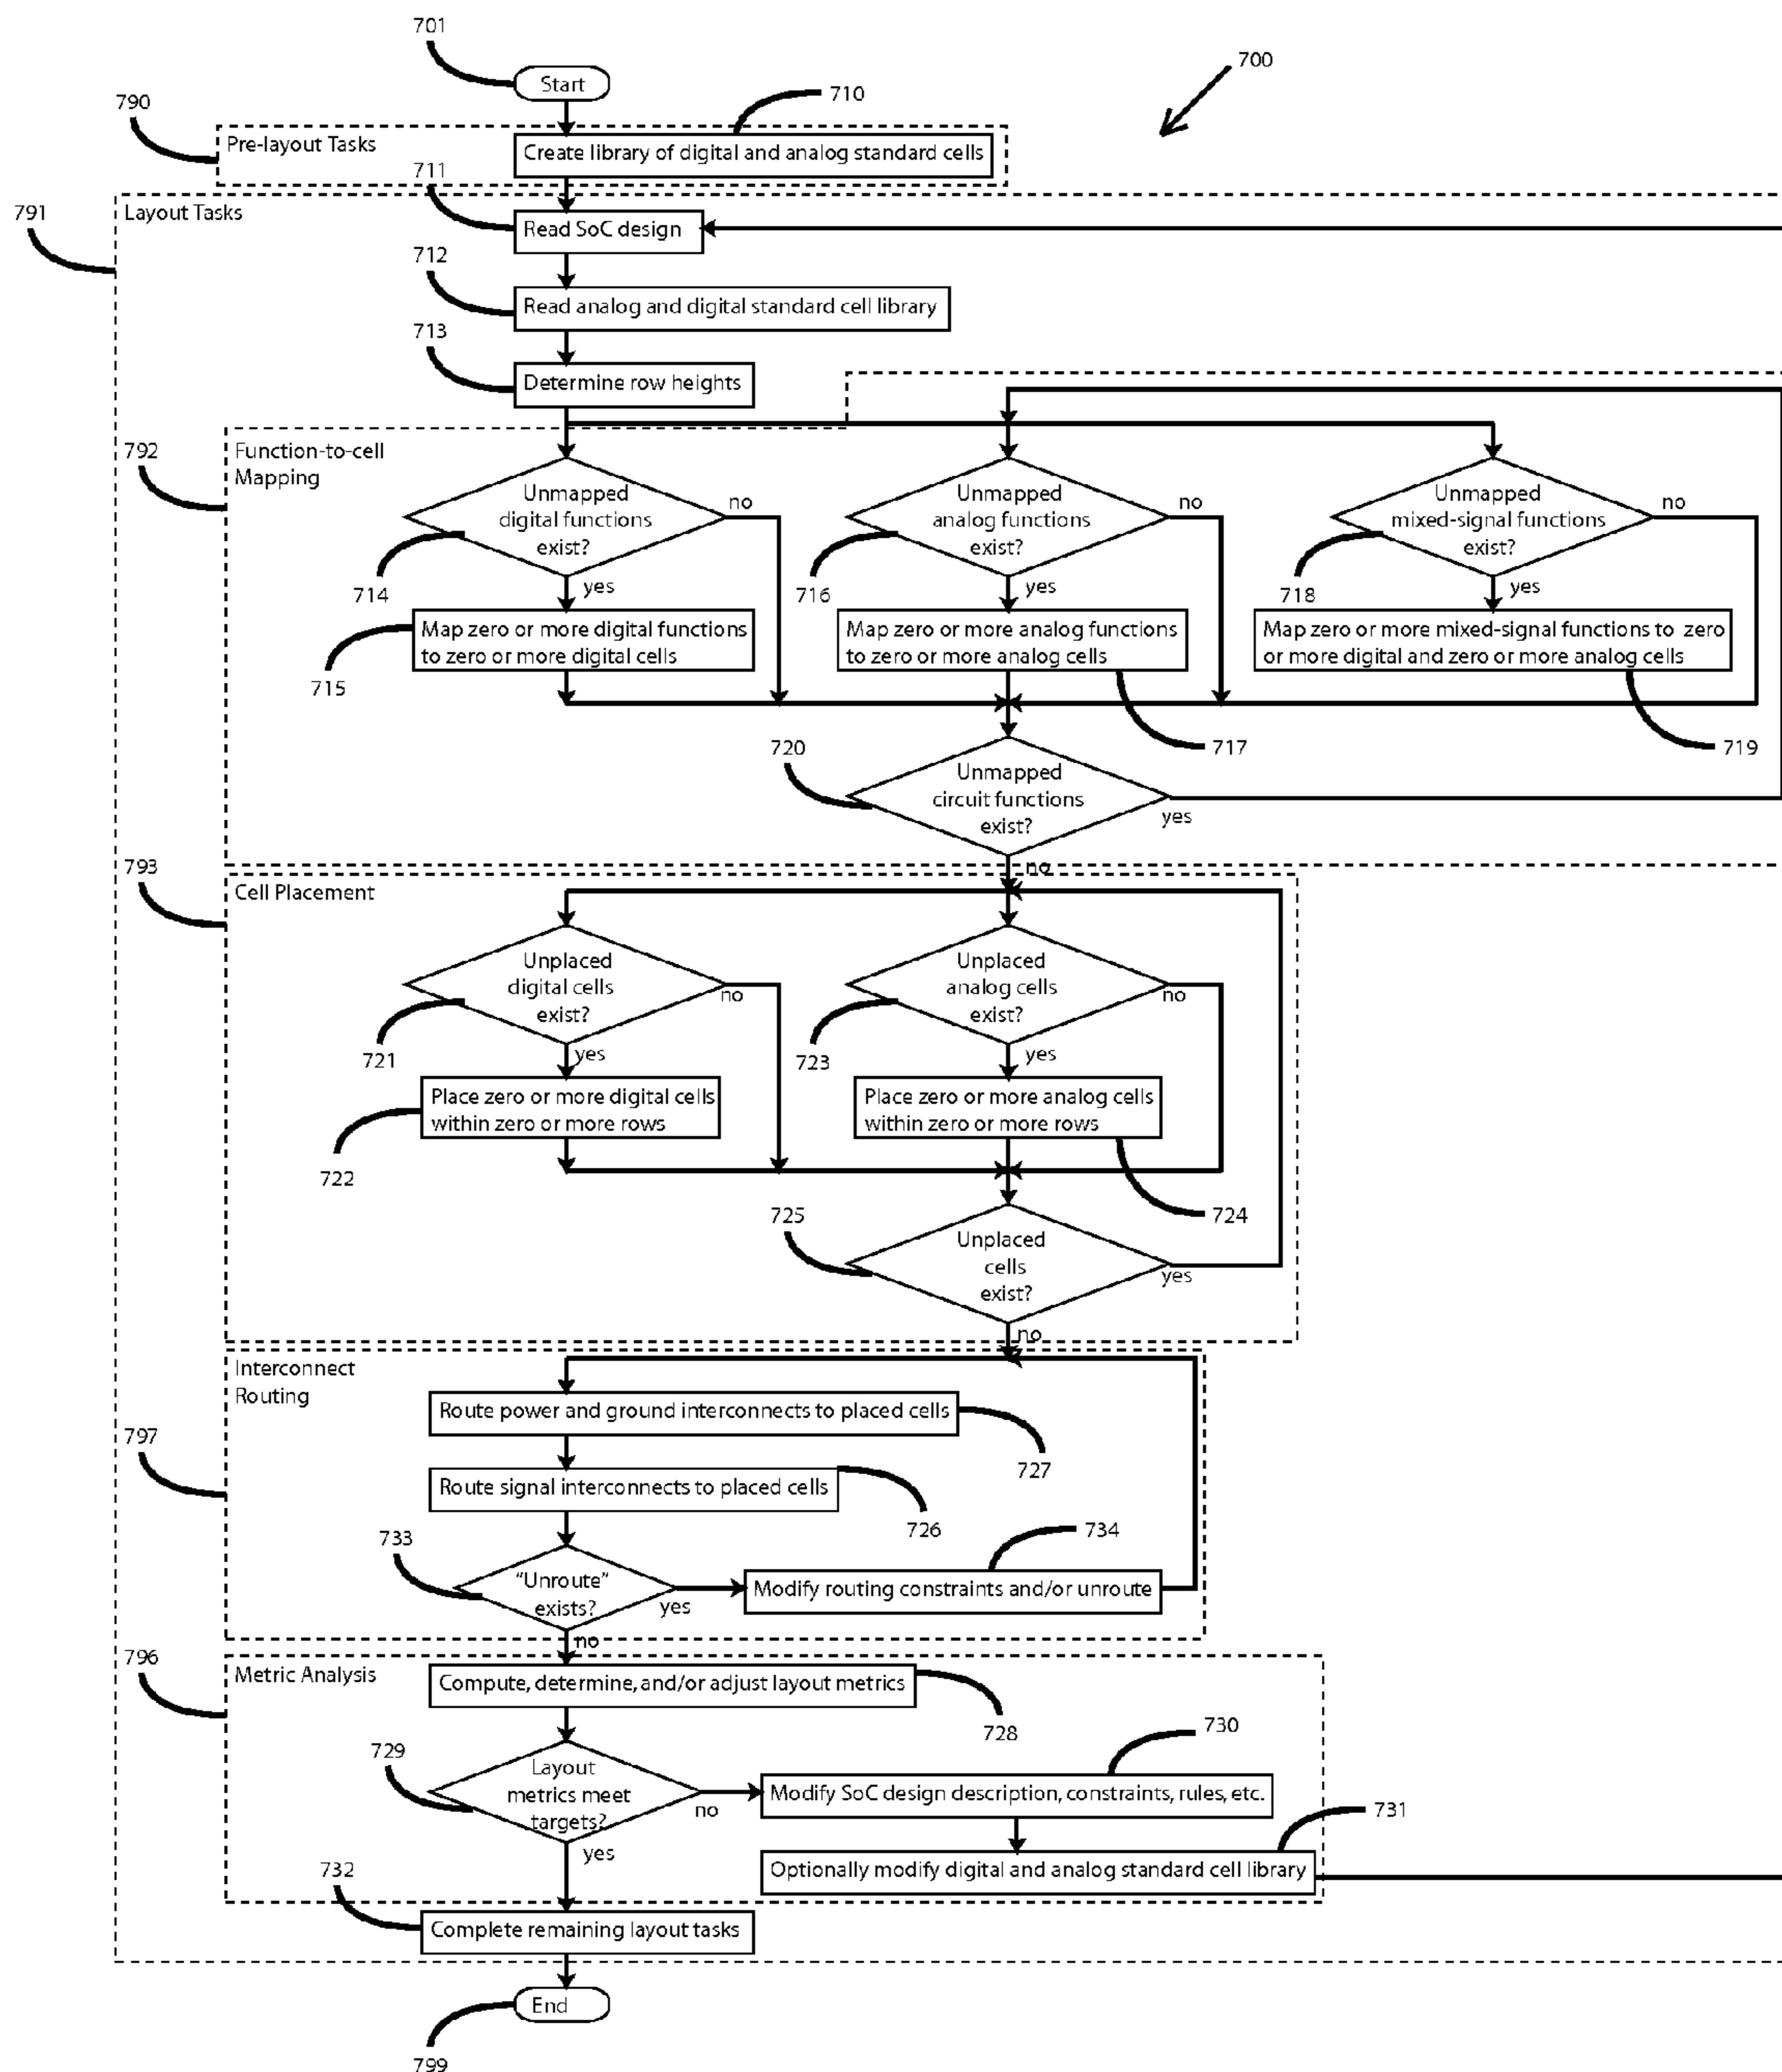 701
Start
700
790
710
Pre-layout Tasks
Create library of digital and analog standard cells
711
791
Layout Tasks
Read SoC design
712
Read analog and digital standard cell library
713
Determine row heights
792
Function-to-cell
Mapping
Unmapped
digital functions
exist?
no
yes
714
Unmapped
analog functions
exist?
no
yes
716
Unmapped
mixed-signal functions
exist?
no
yes
718
Map zero or more digital functions
to zero or more digital cells
715
Map zero or more analog functions
to zero or more analog cells
717
Map zero or more mixed-signal functions to zero
or more digital and zero or more analog cells
719
720
Unmapped
circuit functions
exist?
yes
no
793
Cell Placement
Unplaced
digital cells
exist?
no
yes
721
Unplaced
analog cells
exist?
no
yes
723
Place zero or more digital cells
within zero or more rows
722
Place zero or more analog cells
within zero or more rows
724
725
Unplaced
cells
exist?
yes
no
Interconnect
Routing
797
Route power and ground interconnects to placed cells
727
Route signal interconnects to placed cells
726
733
"Unroute"
exists?
yes
no
734
Modify routing constraints and/or unroute
796
Metric Analysis
Compute, determine, and/or adjust layout metrics
728
729
Layout
metrics meet
targets?
no
yes
730
Modify SoC design description, constraints, rules, etc.
731
Optionally modify digital and analog standard cell library
732
Complete remaining layout tasks
End
799